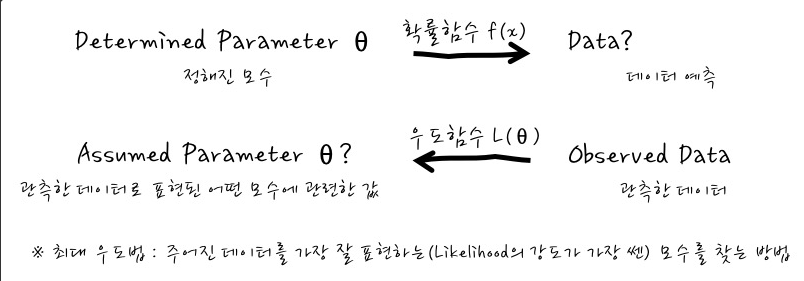 Determined Parameter θ 확률함수 f(x) Data?
정해진 모수 데이터 예측
Assumed Parameter θ? 우도함수 L(θ) Observed Data
관측한 데이터로 표현된 어떤 모수에 관련한 값 관측한 데이터
※ 최대 우도법 : 주어진 데이터를 가장 잘 표현하는(Likelihood의 강도가 가장 쎈) 모수를 찾는 방법